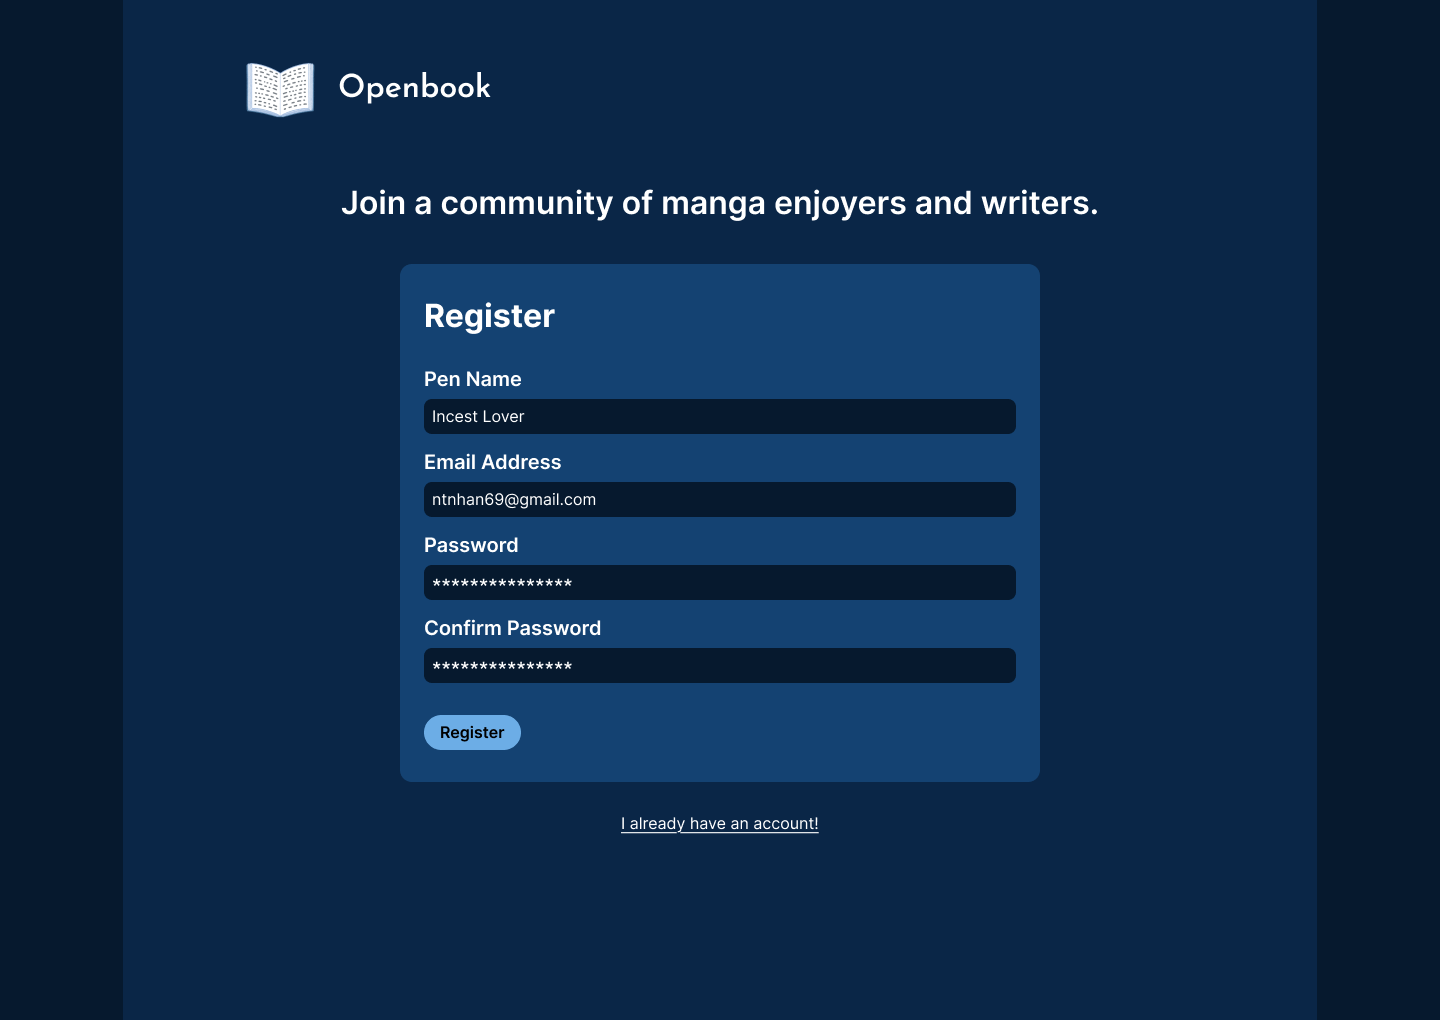 Openbook
Join a community of manga enjoyers and writers.
Register
Pen Name
Incest Lover
Email Address
ntnhan69@gmail.com
Password
***************
Confirm Password
***************
Register
I already have an account!